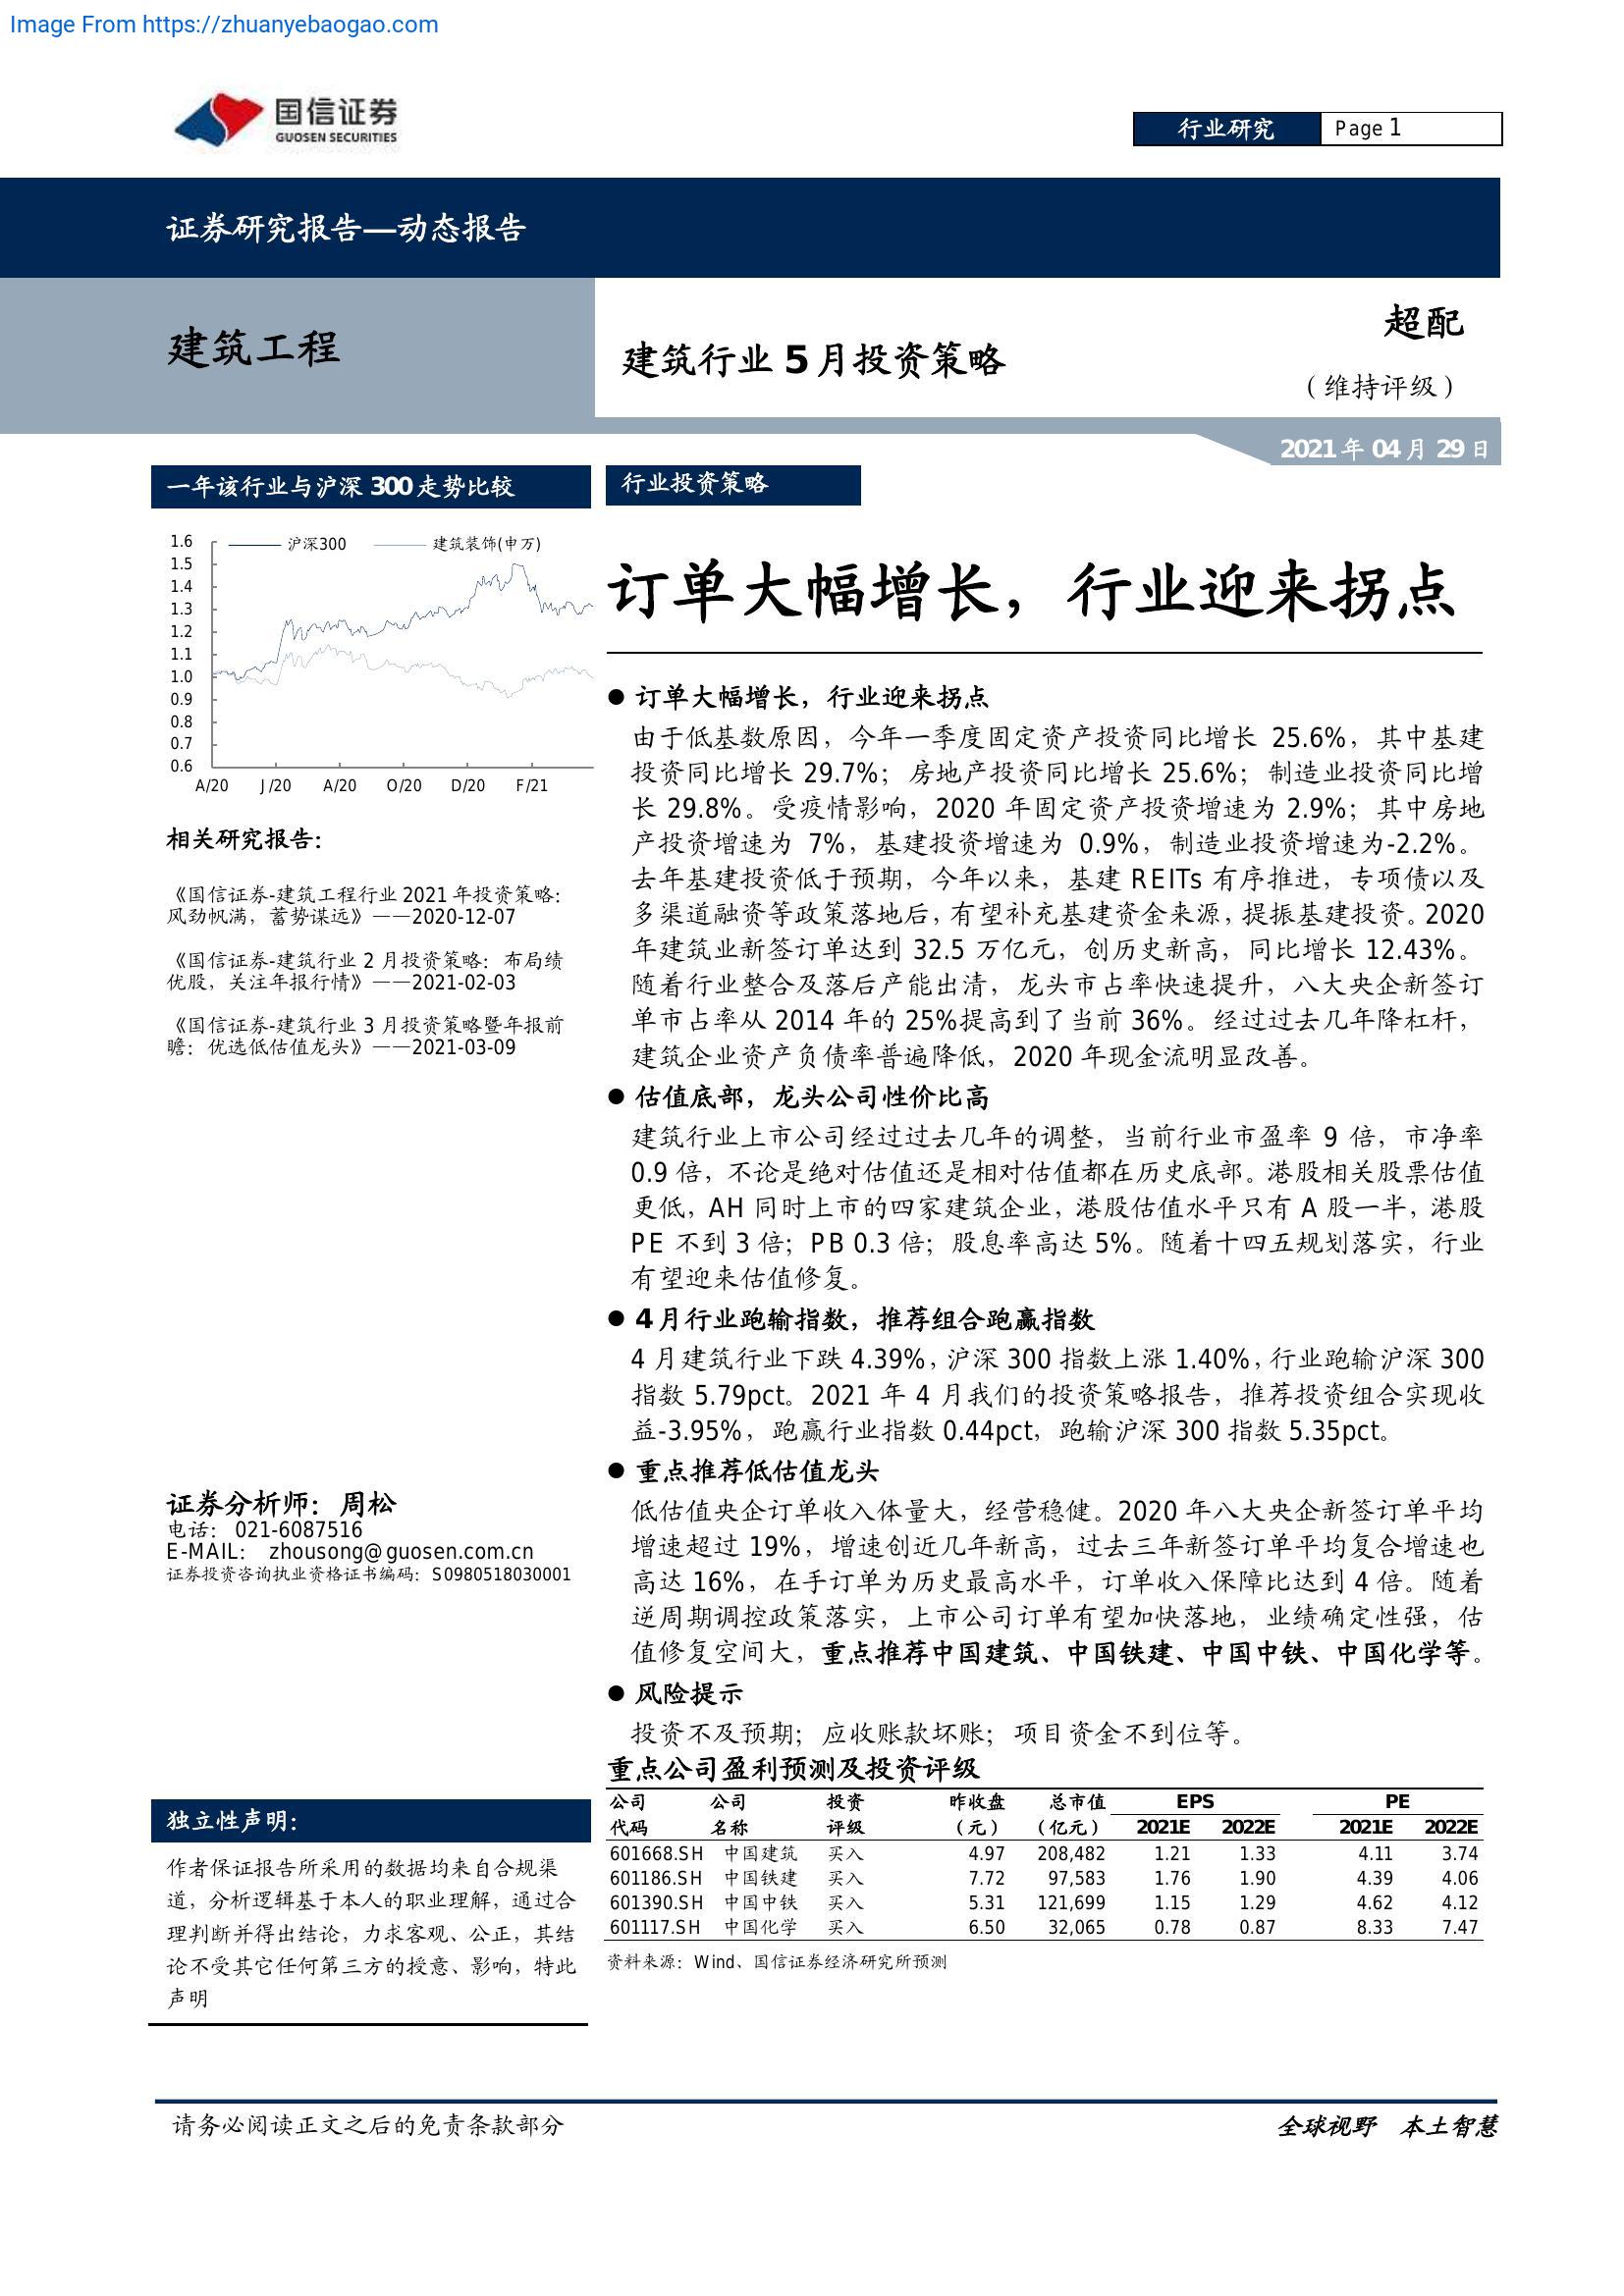 Image From https://zhuanyebaogao.com
国信证券
GUOSEN SECURITIES
行业研究
Page 1
证券研究报告—动态报告
建筑工程
建筑行业 5 月投资策略
超配
（维持评级）
2021 年 04 月 29 日
一年该行业与沪深 300 走势比较
1.6
1.5
1.4
1.3
1.2
1.1
1.0
0.9
0.8
0.7
0.6
沪深300 建筑装饰(申万)
A/20 J/20 A/20 O/20 D/20 F/21
相关研究报告：
《国信证券-建筑工程行业 2021 年投资策略：
风劲帆满，蓄势谋远》——2020-12-07
《国信证券-建筑行业 2 月投资策略：布局绩
优股，关注年报行情》——2021-02-03
《国信证券-建筑行业 3 月投资策略暨年报前
瞻：优选低估值龙头》——2021-03-09
证券分析师：周松
电话： 021-6087516
E-MAIL： zhousong@guosen.com.cn
证券投资咨询执业资格证书编码：S0980518030001
独立性声明：
作者保证报告所采用的数据均来自合规渠
道，分析逻辑基于本人的职业理解，通过合
理判断并得出结论，力求客观、公正，其结
论不受其它任何第三方的授意、影响，特此
声明
行业投资策略
订单大幅增长，行业迎来拐点
● 订单大幅增长，行业迎来拐点
由于低基数原因，今年一季度固定资产投资同比增长 25.6%，其中基建
投资同比增长 29.7%；房地产投资同比增长 25.6%；制造业投资同比增
长 29.8%。受疫情影响，2020 年固定资产投资增速为 2.9%；其中房地
产投资增速为 7%，基建投资增速为 0.9%，制造业投资增速为-2.2%。
去年基建投资低于预期，今年以来，基建 REITs 有序推进，专项债以及
多渠道融资等政策落地后，有望补充基建资金来源，提振基建投资。2020
年建筑业新签订单达到 32.5 万亿元，创历史新高，同比增长 12.43%。
随着行业整合及落后产能出清，龙头市占率快速提升，八大央企新签订
单市占率从 2014 年的 25%提高到了当前 36%。经过过去几年降杠杆，
建筑企业资产负债率普遍降低，2020 年现金流明显改善。
● 估值底部，龙头公司性价比高
建筑行业上市公司经过过去几年的调整，当前行业市盈率 9 倍，市净率
0.9 倍，不论是绝对估值还是相对估值都在历史底部。港股相关股票估值
更低，AH 同时上市的四家建筑企业，港股估值水平只有 A 股一半，港股
PE 不到 3 倍；PB 0.3 倍；股息率高达 5%。随着十四五规划落实，行业
有望迎来估值修复。
● 4 月行业跑输指数，推荐组合跑赢指数
4 月建筑行业下跌 4.39%，沪深 300 指数上涨 1.40%，行业跑输沪深 300
指数 5.79pct。2021 年 4 月我们的投资策略报告，推荐投资组合实现收
益-3.95%，跑赢行业指数 0.44pct，跑输沪深 300 指数 5.35pct。
● 重点推荐低估值龙头
低估值央企订单收入体量大，经营稳健。2020 年八大央企新签订单平均
增速超过 19%，增速创近几年新高，过去三年新签订单平均复合增速也
高达 16%，在手订单为历史最高水平，订单收入保障比达到 4 倍。随着
逆周期调控政策落实，上市公司订单有望加快落地，业绩确定性强，估
值修复空间大，重点推荐中国建筑、中国铁建、中国中铁、中国化学等。
● 风险提示
投资不及预期；应收账款坏账；项目资金不到位等。
重点公司盈利预测及投资评级
公司 公司 投资 昨收盘 总市值 EPS PE
代码 名称 评级 （元） （亿元） 2021E 2022E 2021E 2022E
601668.SH 中国建筑 买入 4.97 208,482 1.21 1.33 4.11 3.74
601186.SH 中国铁建 买入 7.72 97,583 1.76 1.90 4.39 4.06
601390.SH 中国中铁 买入 5.31 121,699 1.15 1.29 4.62 4.12
601117.SH 中国化学 买入 6.50 32,065 0.78 0.87 8.33 7.47
资料来源：Wind、国信证券经济研究所预测
请务必阅读正文之后的免责条款部分
全球视野 本土智慧